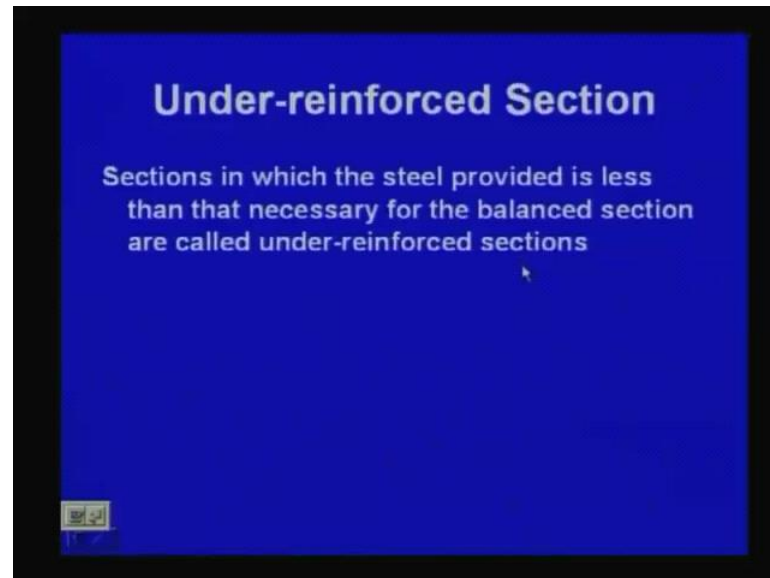 Under-reinforced Section
Sections in which the steel provided is less
than that necessary for the balanced section
are called under-reinforced sections